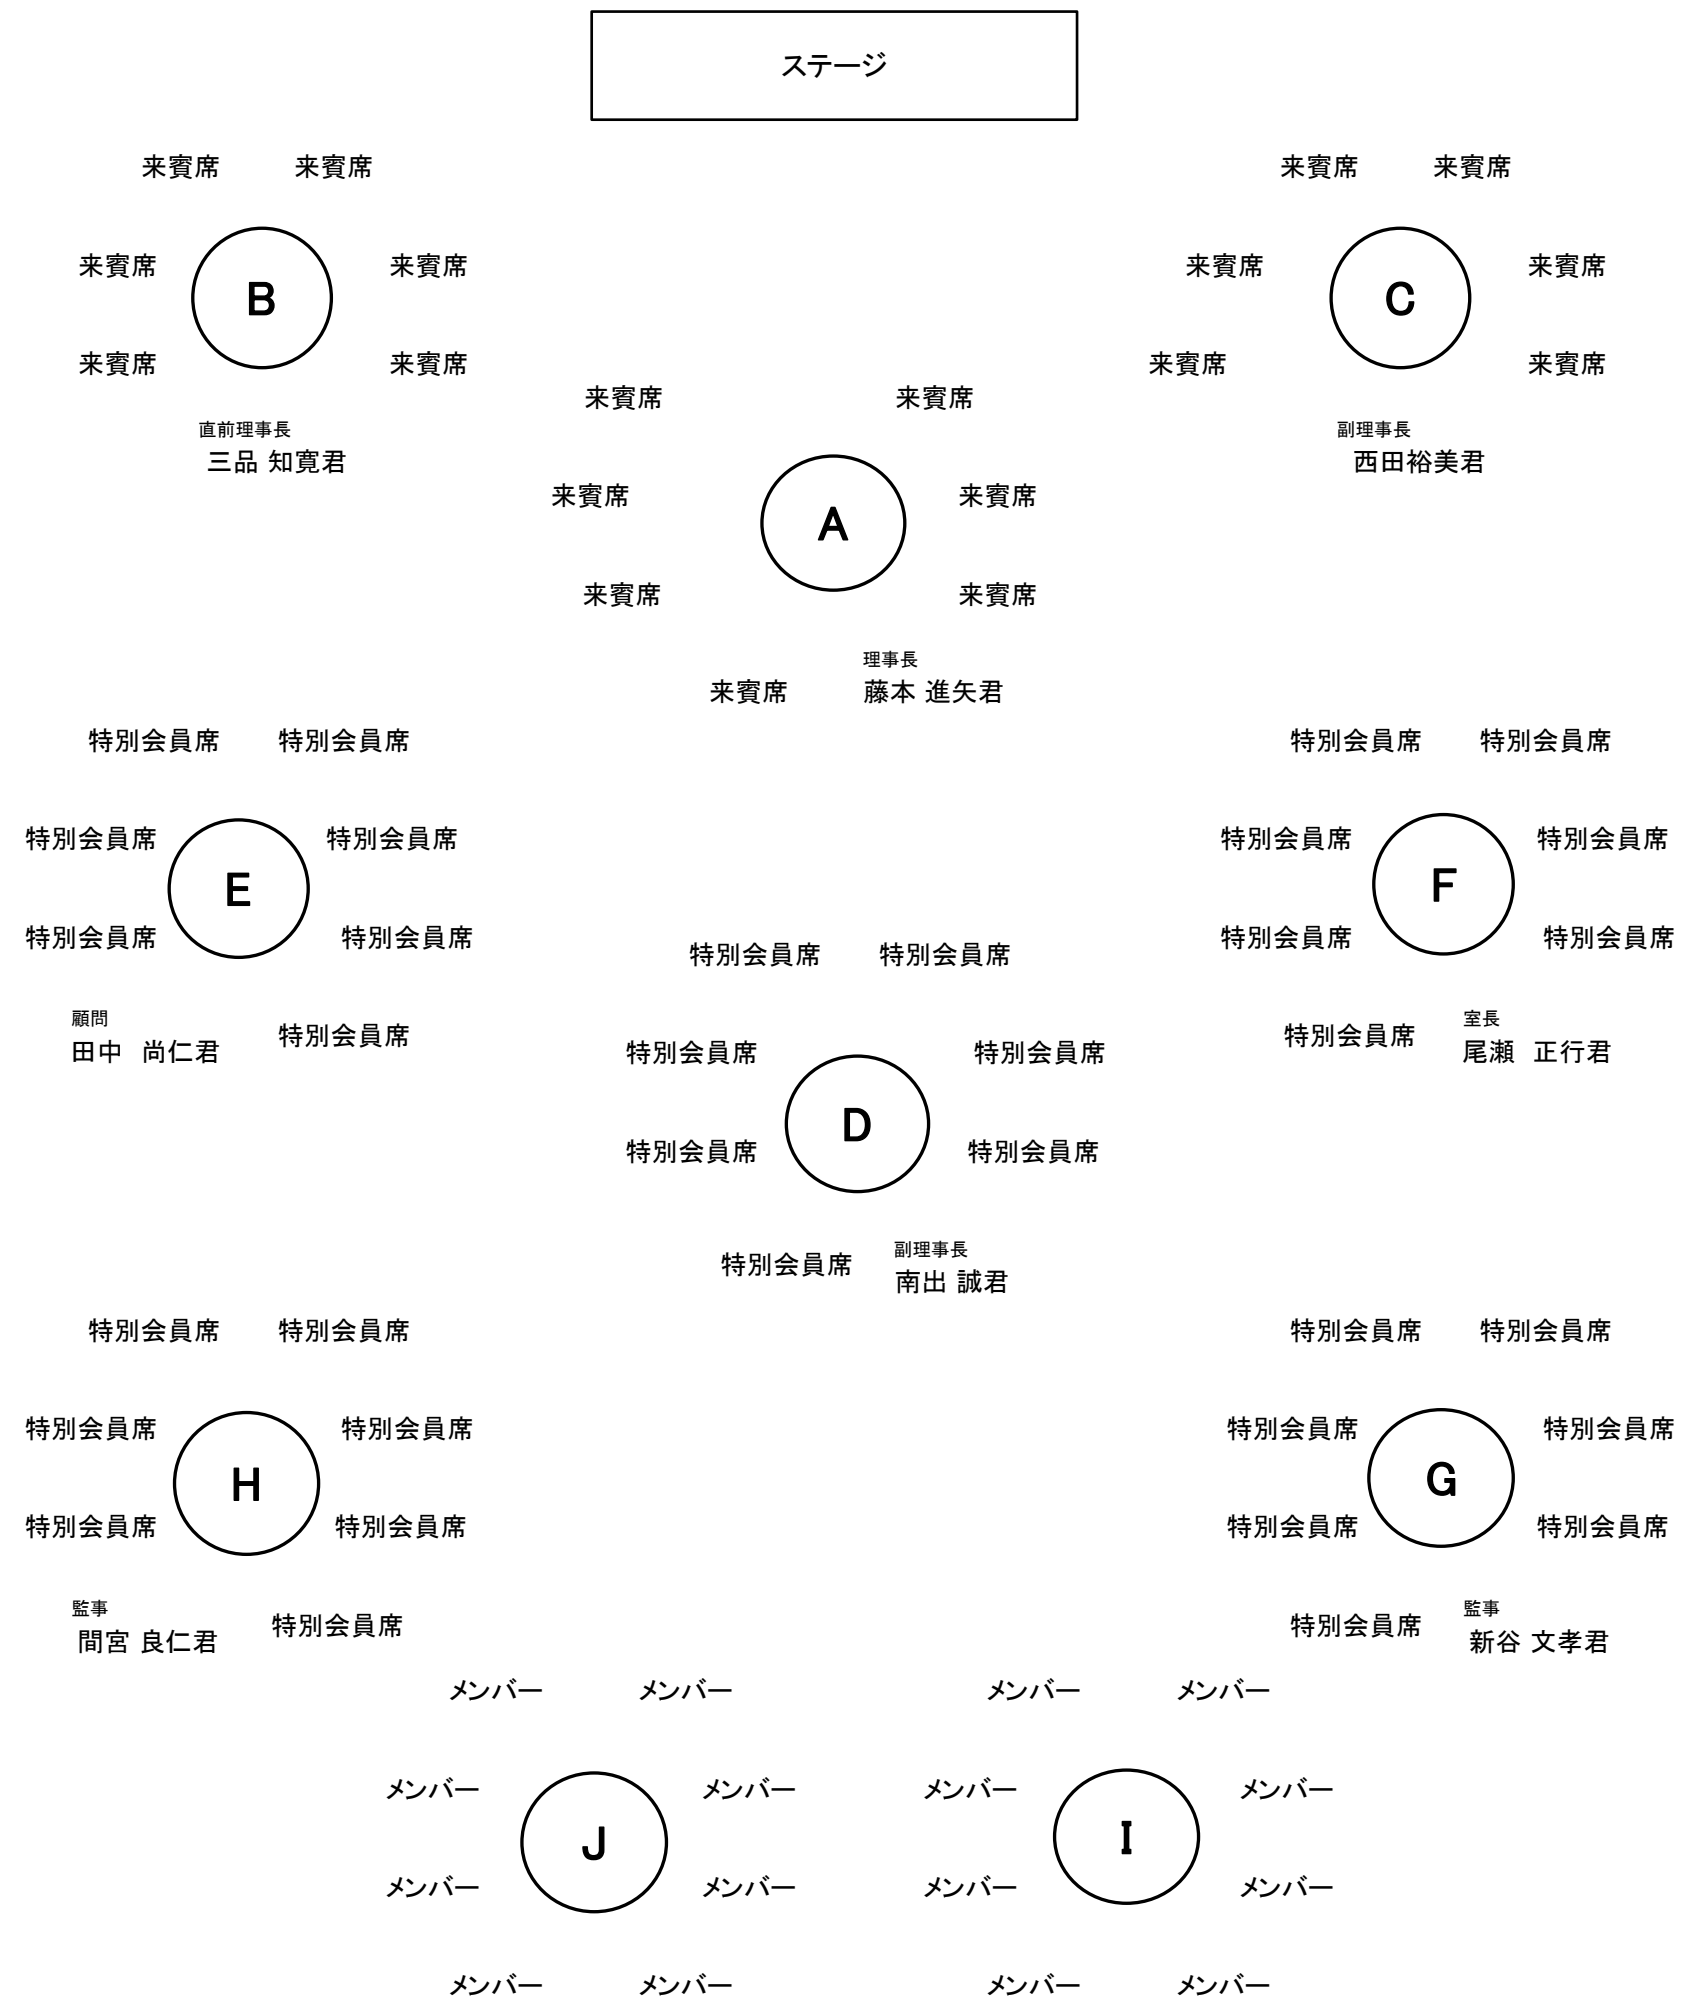 ステージ
来賓席 来賓席
来賓席 来賓席
B
来賓席 来賓席
直前理事長
三品 知寛君
来賓席 来賓席
来賓席 来賓席
C
来賓席 来賓席
副理事長
西田裕美君
来賓席 来賓席
来賓席 来賓席
A
来賓席 来賓席
理事長
来賓席 藤本 進矢君
特別会員席 特別会員席
特別会員席 特別会員席
E
特別会員席 特別会員席
顧問
田中 尚仁君 特別会員席
特別会員席 特別会員席
特別会員席 特別会員席
F
特別会員席 特別会員席
室長
特別会員席 尾瀬 正行君
特別会員席 特別会員席
特別会員席 特別会員席
D
特別会員席 特別会員席
副理事長
特別会員席 南出 誠君
特別会員席 特別会員席
特別会員席 特別会員席
H
特別会員席 特別会員席
監事
間宮 良仁君 特別会員席
特別会員席 特別会員席
特別会員席 特別会員席
G
特別会員席 特別会員席
監事
特別会員席 新谷 文孝君
メンバー メンバー
メンバー メンバー
J
メンバー メンバー
メンバー メンバー
メンバー メンバー
メンバー メンバー
I
メンバー メンバー
メンバー メンバー